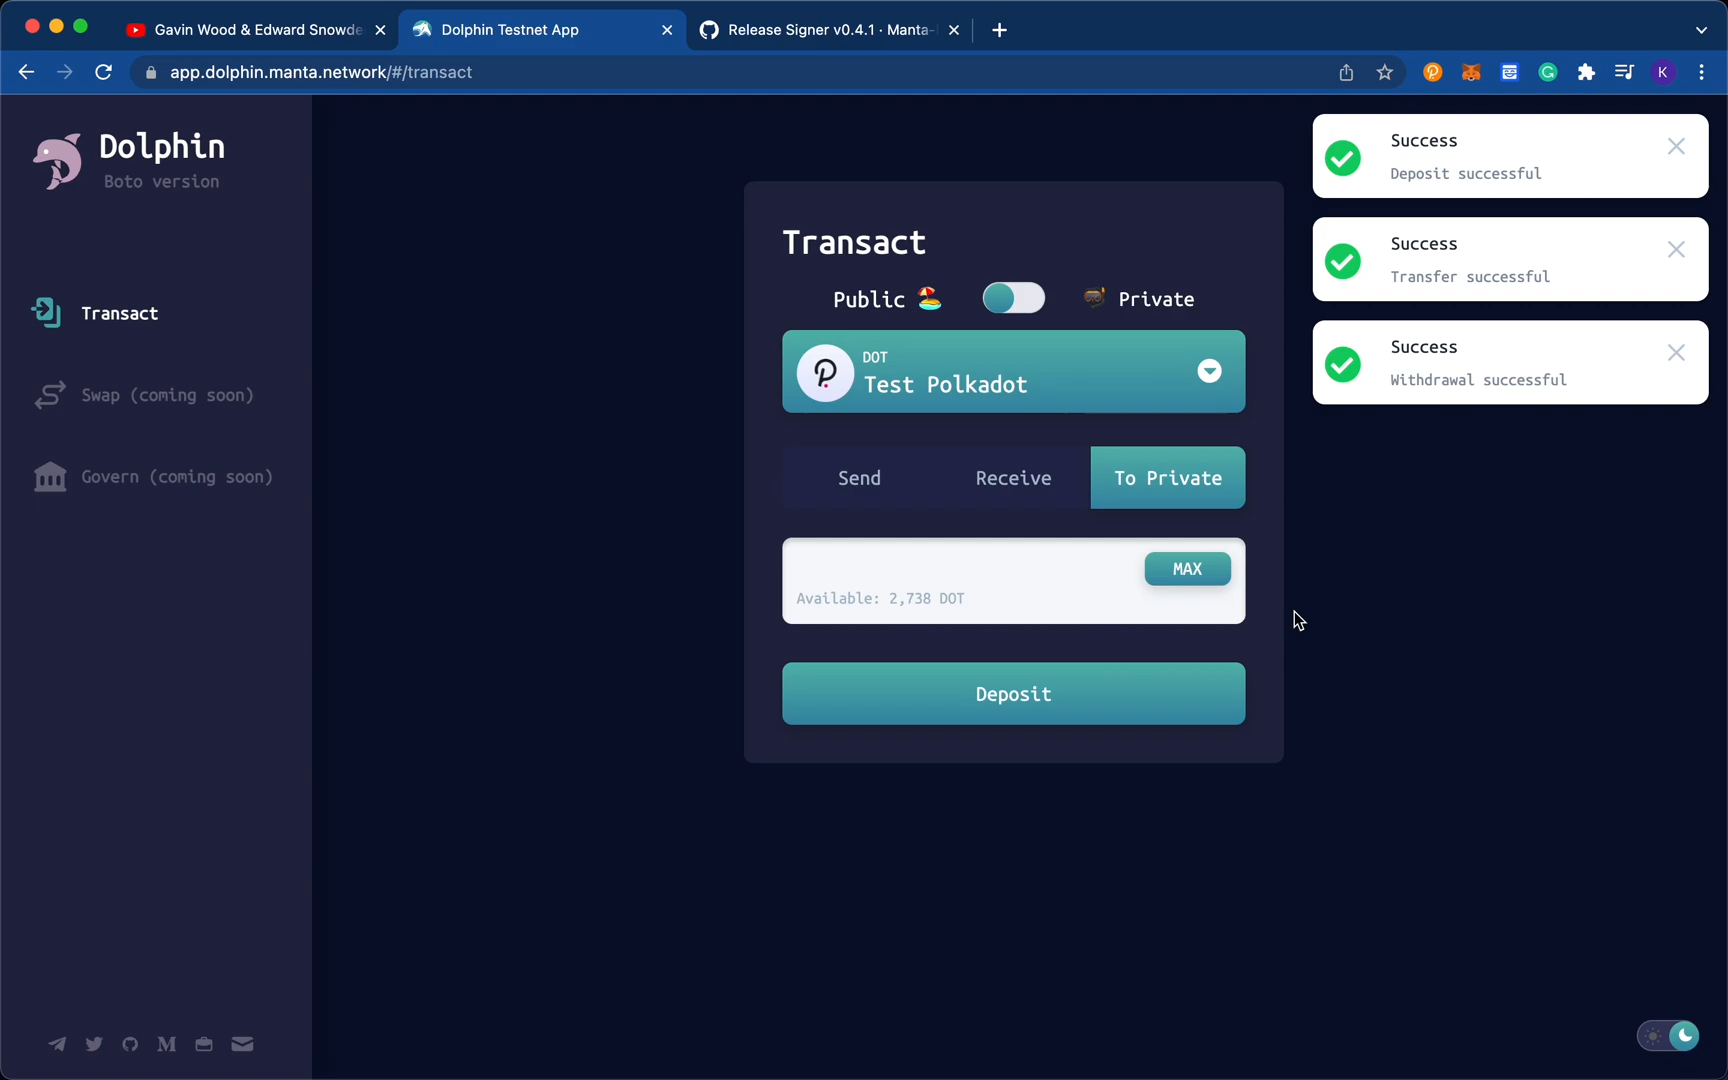 Gavin Wood & Edward Snowde
Dolphin Testnet App
Release Signer v0.4.1 · Manta-
app.dolphin.manta.network/#/transact
K
Dolphin
Boto version
Transact
Swap (coming soon)
Govern (coming soon)
Transact
Public
Private
DOT
Test Polkadot
Send
Receive
To Private
MAX
Available: 2,738 DOT
Deposit
Success
Deposit successful
Success
Transfer successful
Success
Withdrawal successful